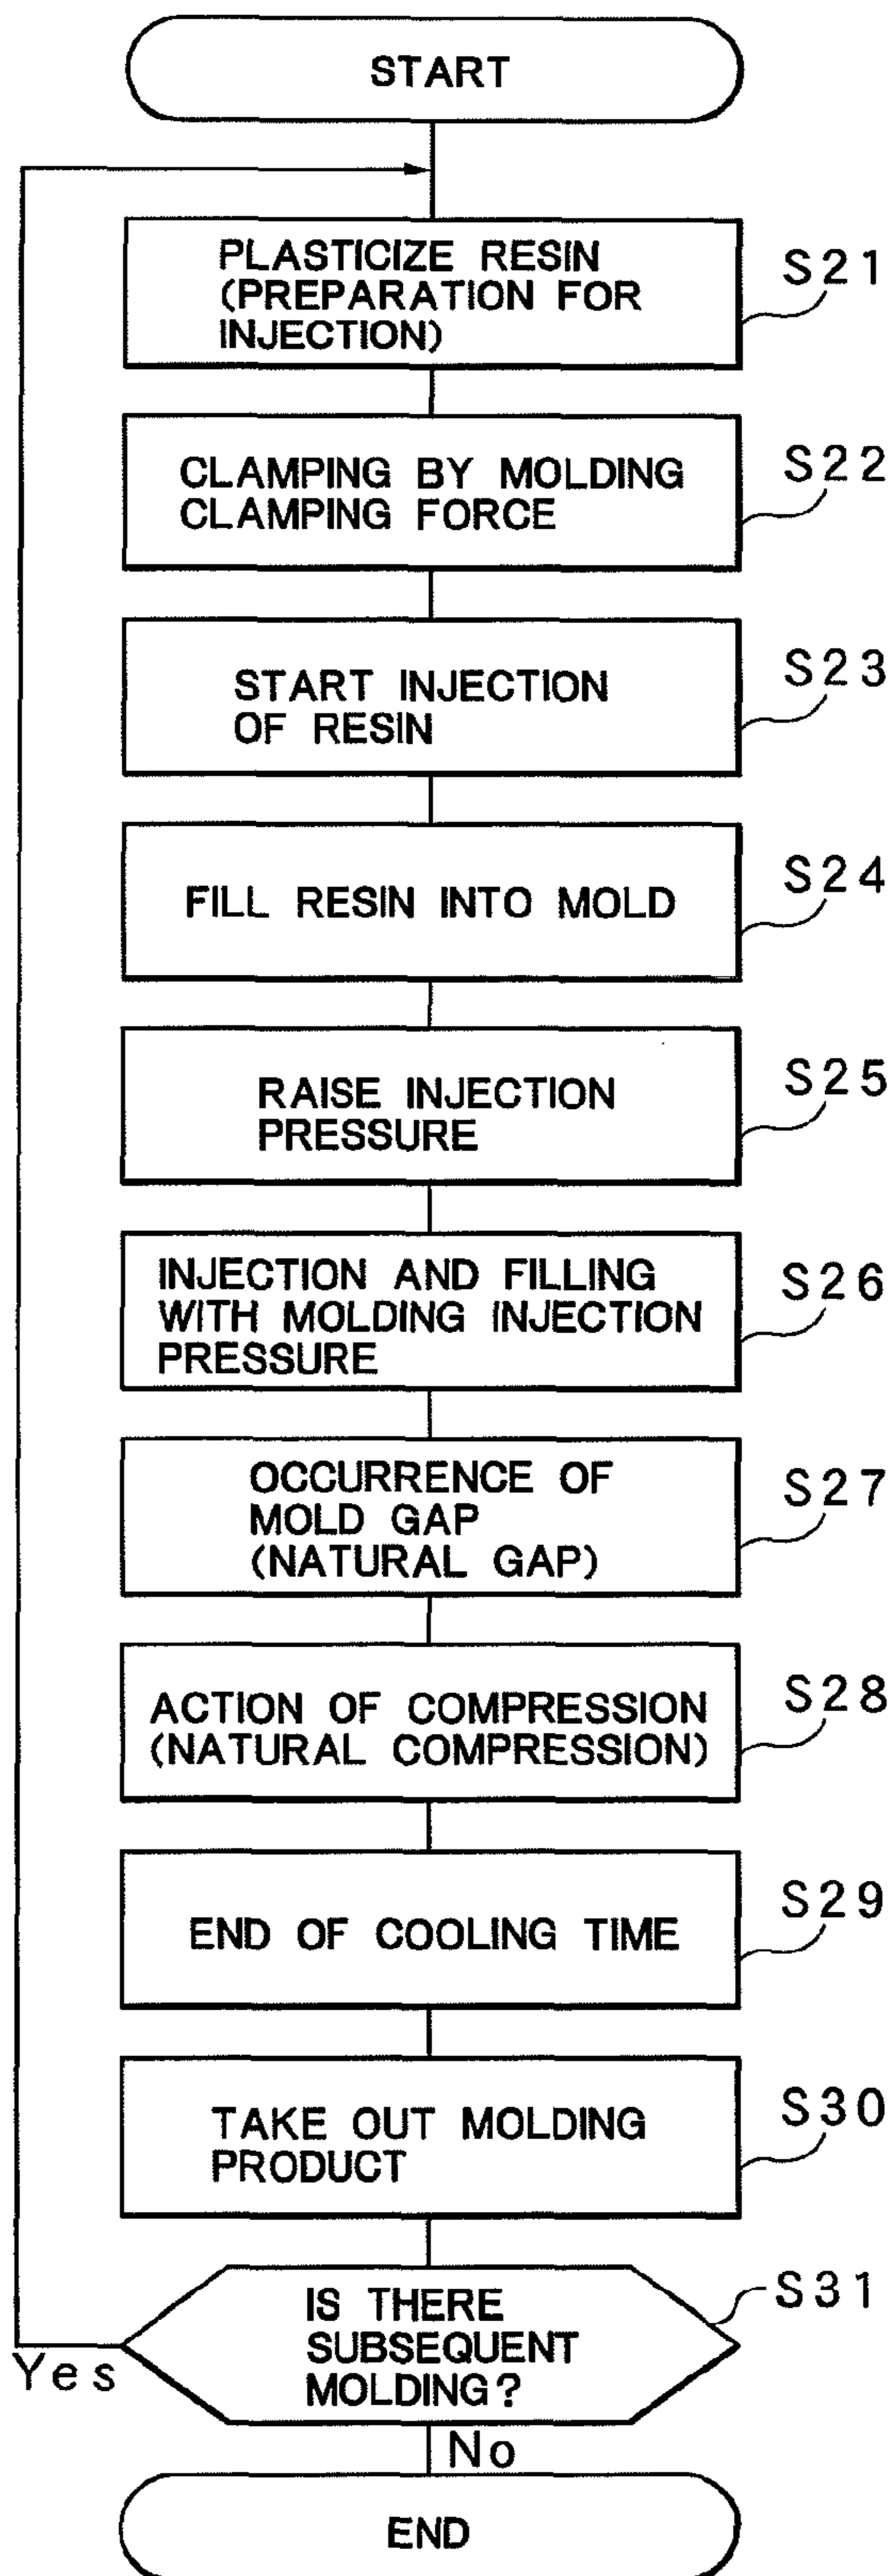 START
PLASTICIZE RESIN
(PREPARATION FOR
INJECTION)
S21
CLAMPING BY MOLDING
CLAMPING FORCE
S22
START INJECTION
OF RESIN
S23
FILL RESIN INTO MOLD
S24
RAISE INJECTION
PRESSURE
S25
INJECTION AND FILLING
WITH MOLDING INJECTION
PRESSURE
S26
OCCURRENCE OF
MOLD GAP
(NATURAL GAP)
S27
ACTION OF COMPRESSION
(NATURAL COMPRESSION)
S28
END OF COOLING TIME
S29
TAKE OUT MOLDING
PRODUCT
S30
IS THERE
SUBSEQUENT
MOLDING?
S31
Yes
No
END